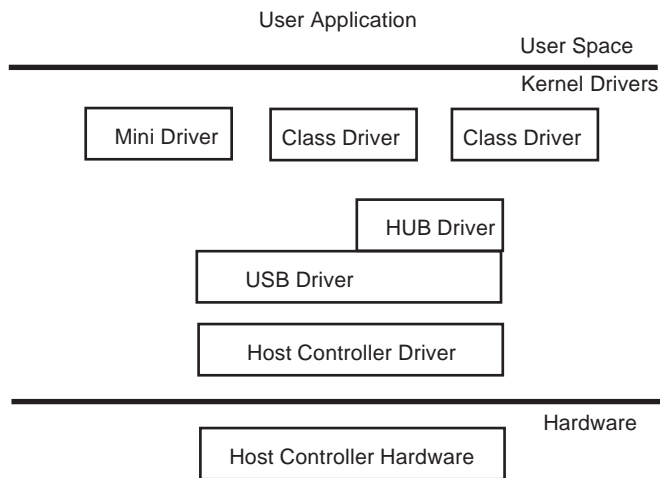 User Application
User Space
Kernel Drivers
Mini Driver
Class Driver
Class Driver
HUB Driver
USB Driver
Host Controller Driver
Hardware
Host Controller Hardware